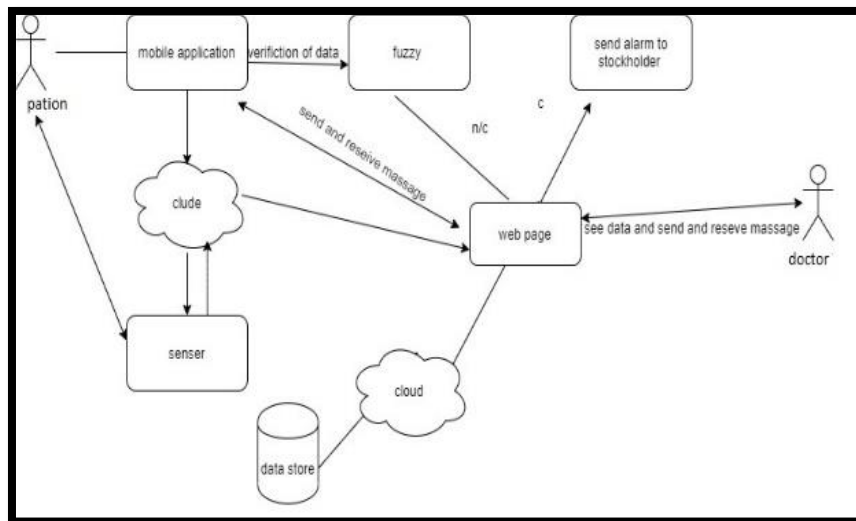 mobile application
verifiction of data
fuzzy
send alarm to
stockholder
pation
n/c
c
send and reseive massage
clude
web page
see data and send and reseve massage
doctor
senser
cloud
data store